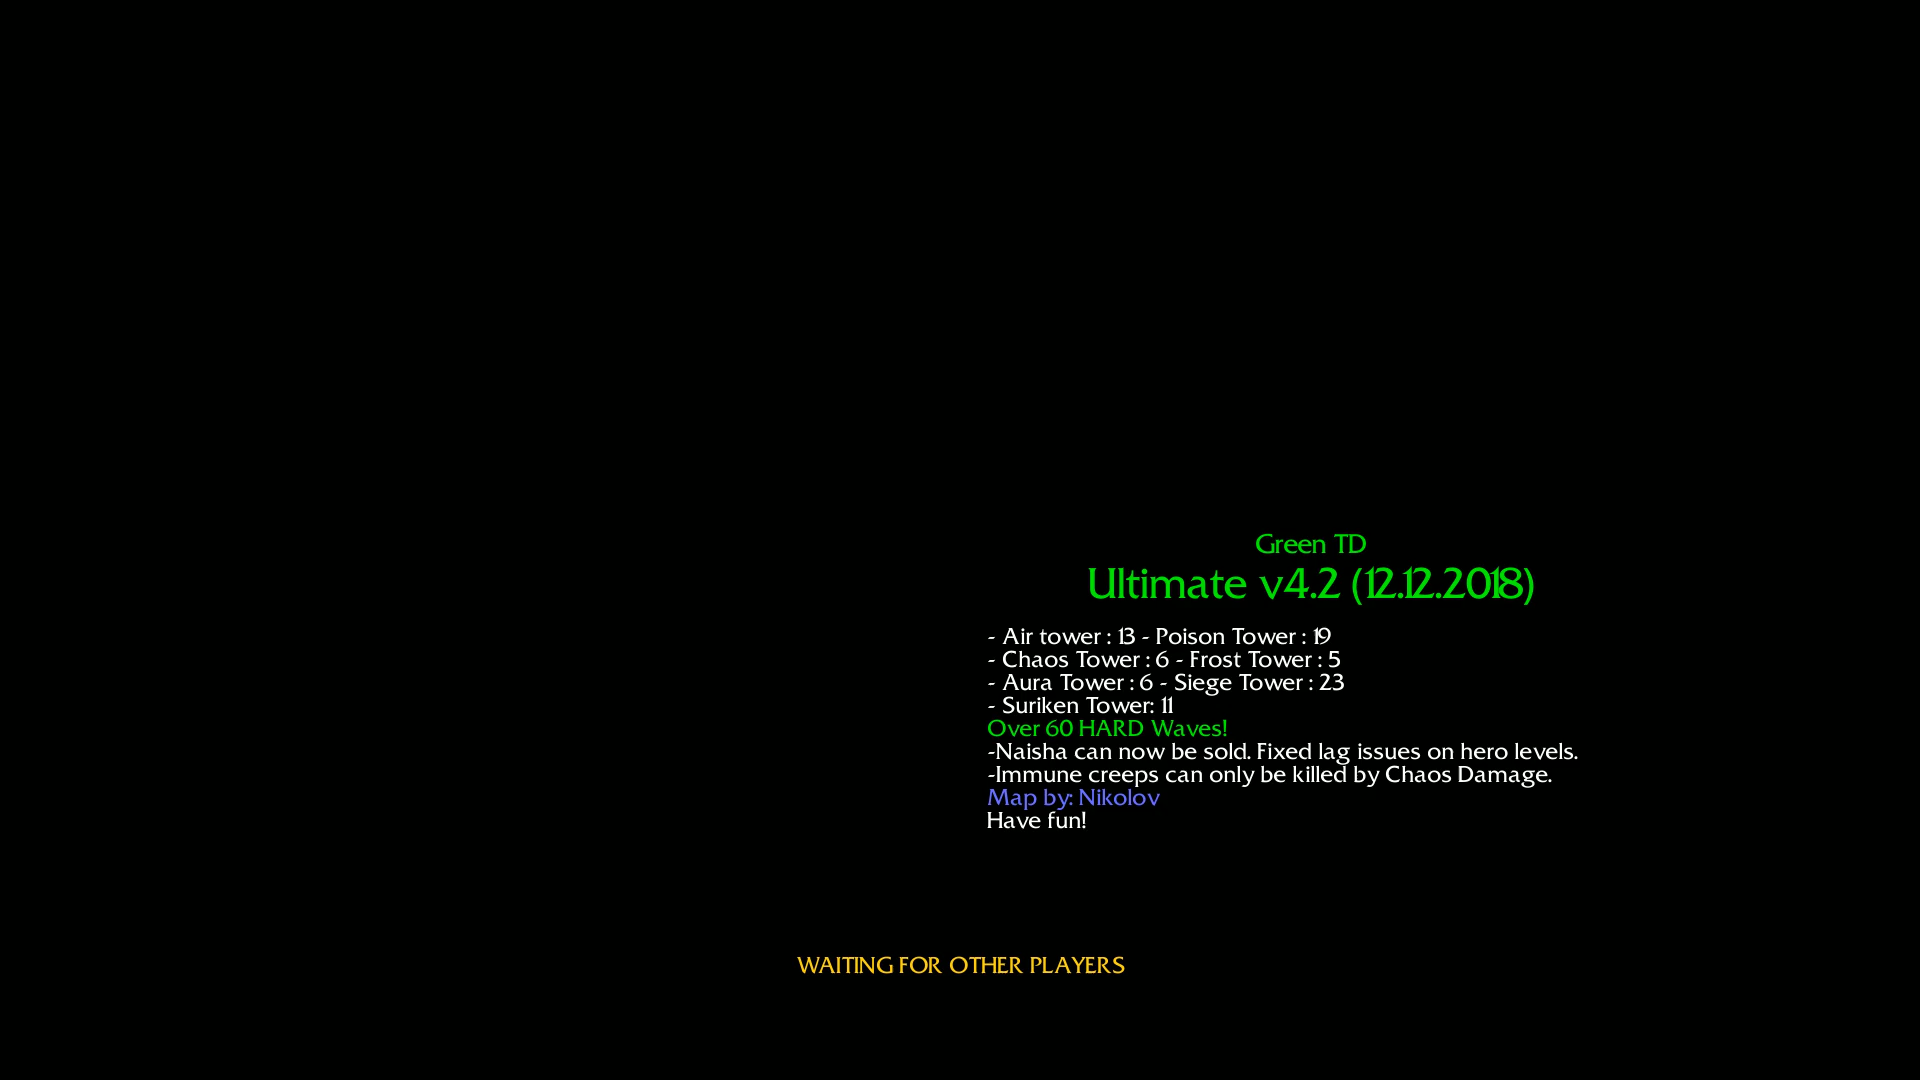 Green TD
Ultimate v4.2 (12.12.2018)
- Air tower : 13 - Poison Tower : 19
- Chaos Tower : 6 - Frost Tower : 5
- Aura Tower : 6 - Siege Tower : 23
- Suriken Tower: 11
Over 60 HARD Waves!
-Naisha can now be sold. Fixed lag issues on hero levels.
-Immune creeps can only be killed by Chaos Damage.
Map by: Nikolov
Have fun!
WAITING FOR OTHER PLAYERS